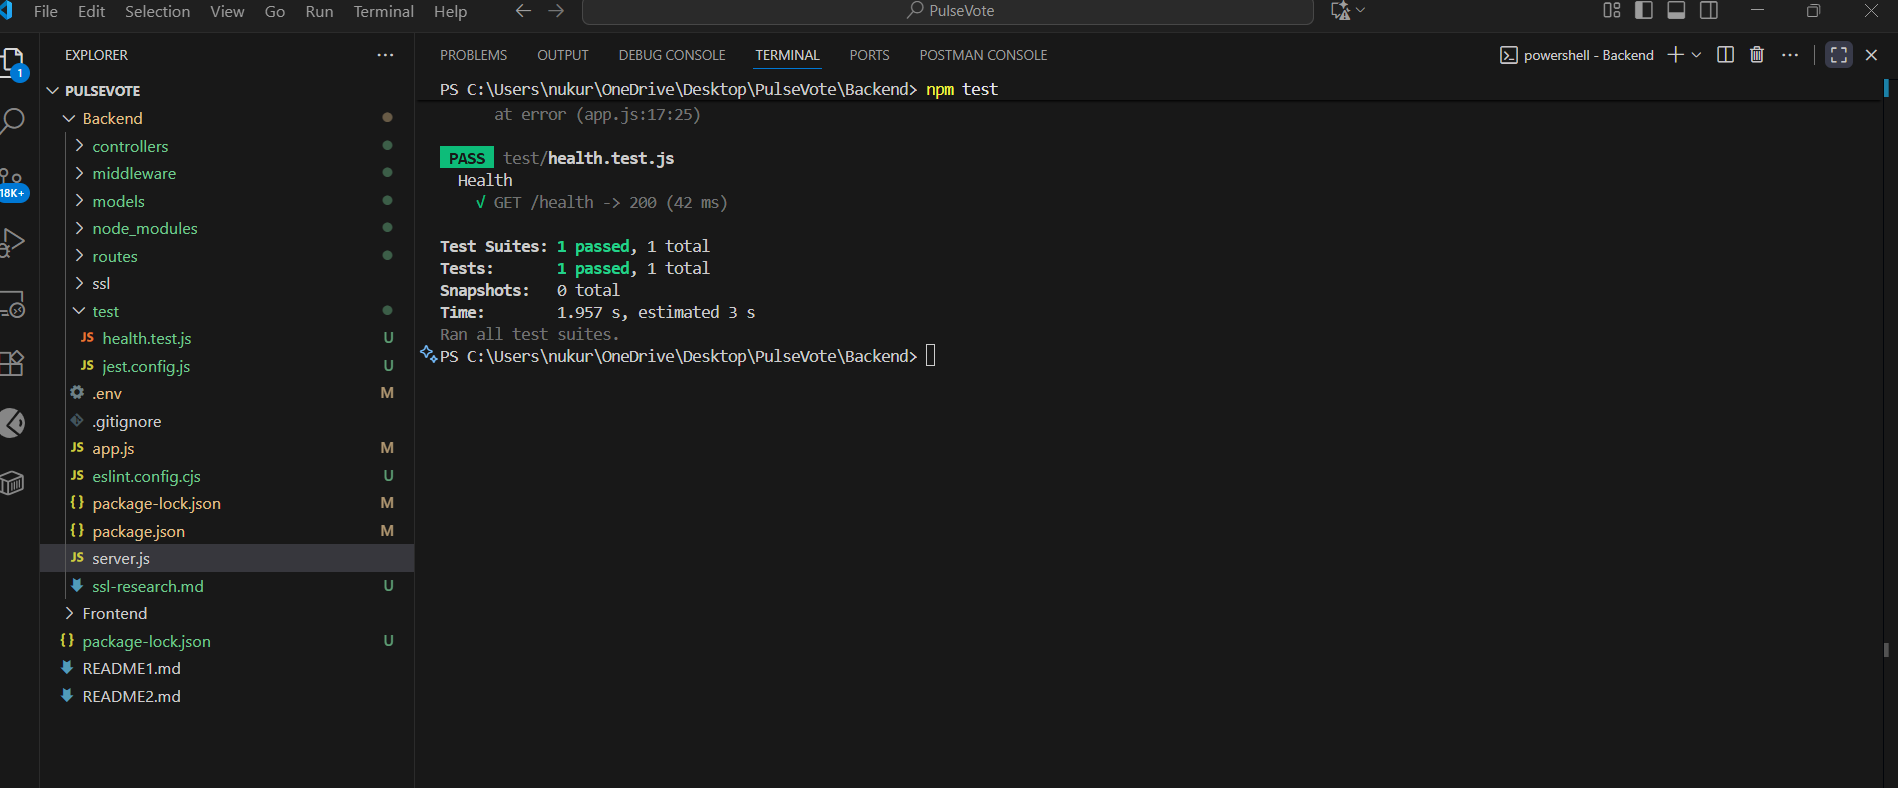 File Edit Selection View Go Run Terminal Help
PulseVote
EXPLORER
PROBLEMS OUTPUT DEBUG CONSOLE TERMINAL PORTS POSTMAN CONSOLE
powershell - Backend
1
18K+
PULSEVOTE
Backend
controllers
middleware
models
node_modules
routes
ssl
test
JS health.test.js U
JS jest.config.js U
.env M
.gitignore
JS app.js M
JS eslint.config.cjs U
{} package-lock.json M
{} package.json M
JS server.js
ssl-research.md U
Frontend
{} package-lock.json U
README1.md
README2.md
PS C:\Users\nukur\OneDrive\Desktop\PulseVote\Backend> npm test
at error (app.js:17:25)
PASS test/health.test.js
Health
√ GET /health -> 200 (42 ms)
Test Suites: 1 passed, 1 total
Tests: 1 passed, 1 total
Snapshots: 0 total
Time: 1.957 s, estimated 3 s
Ran all test suites.
PS C:\Users\nukur\OneDrive\Desktop\PulseVote\Backend>